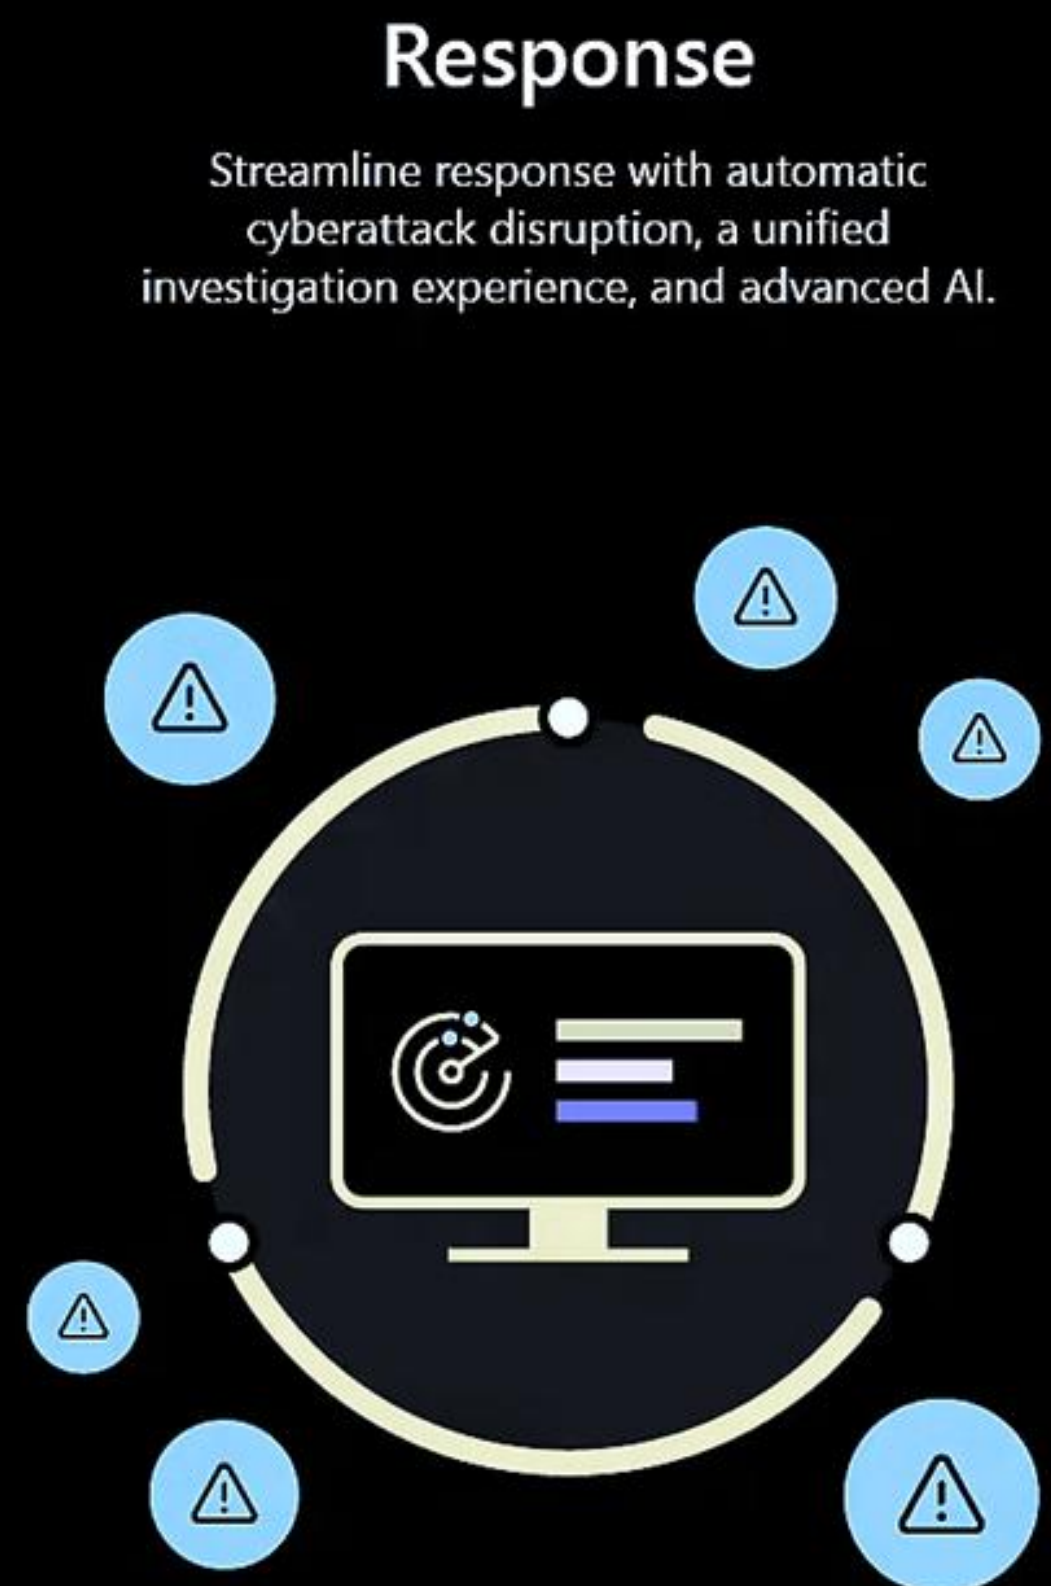 Response
Streamline response with automatic
cyberattack disruption, a unified
investigation experience, and advanced AI.